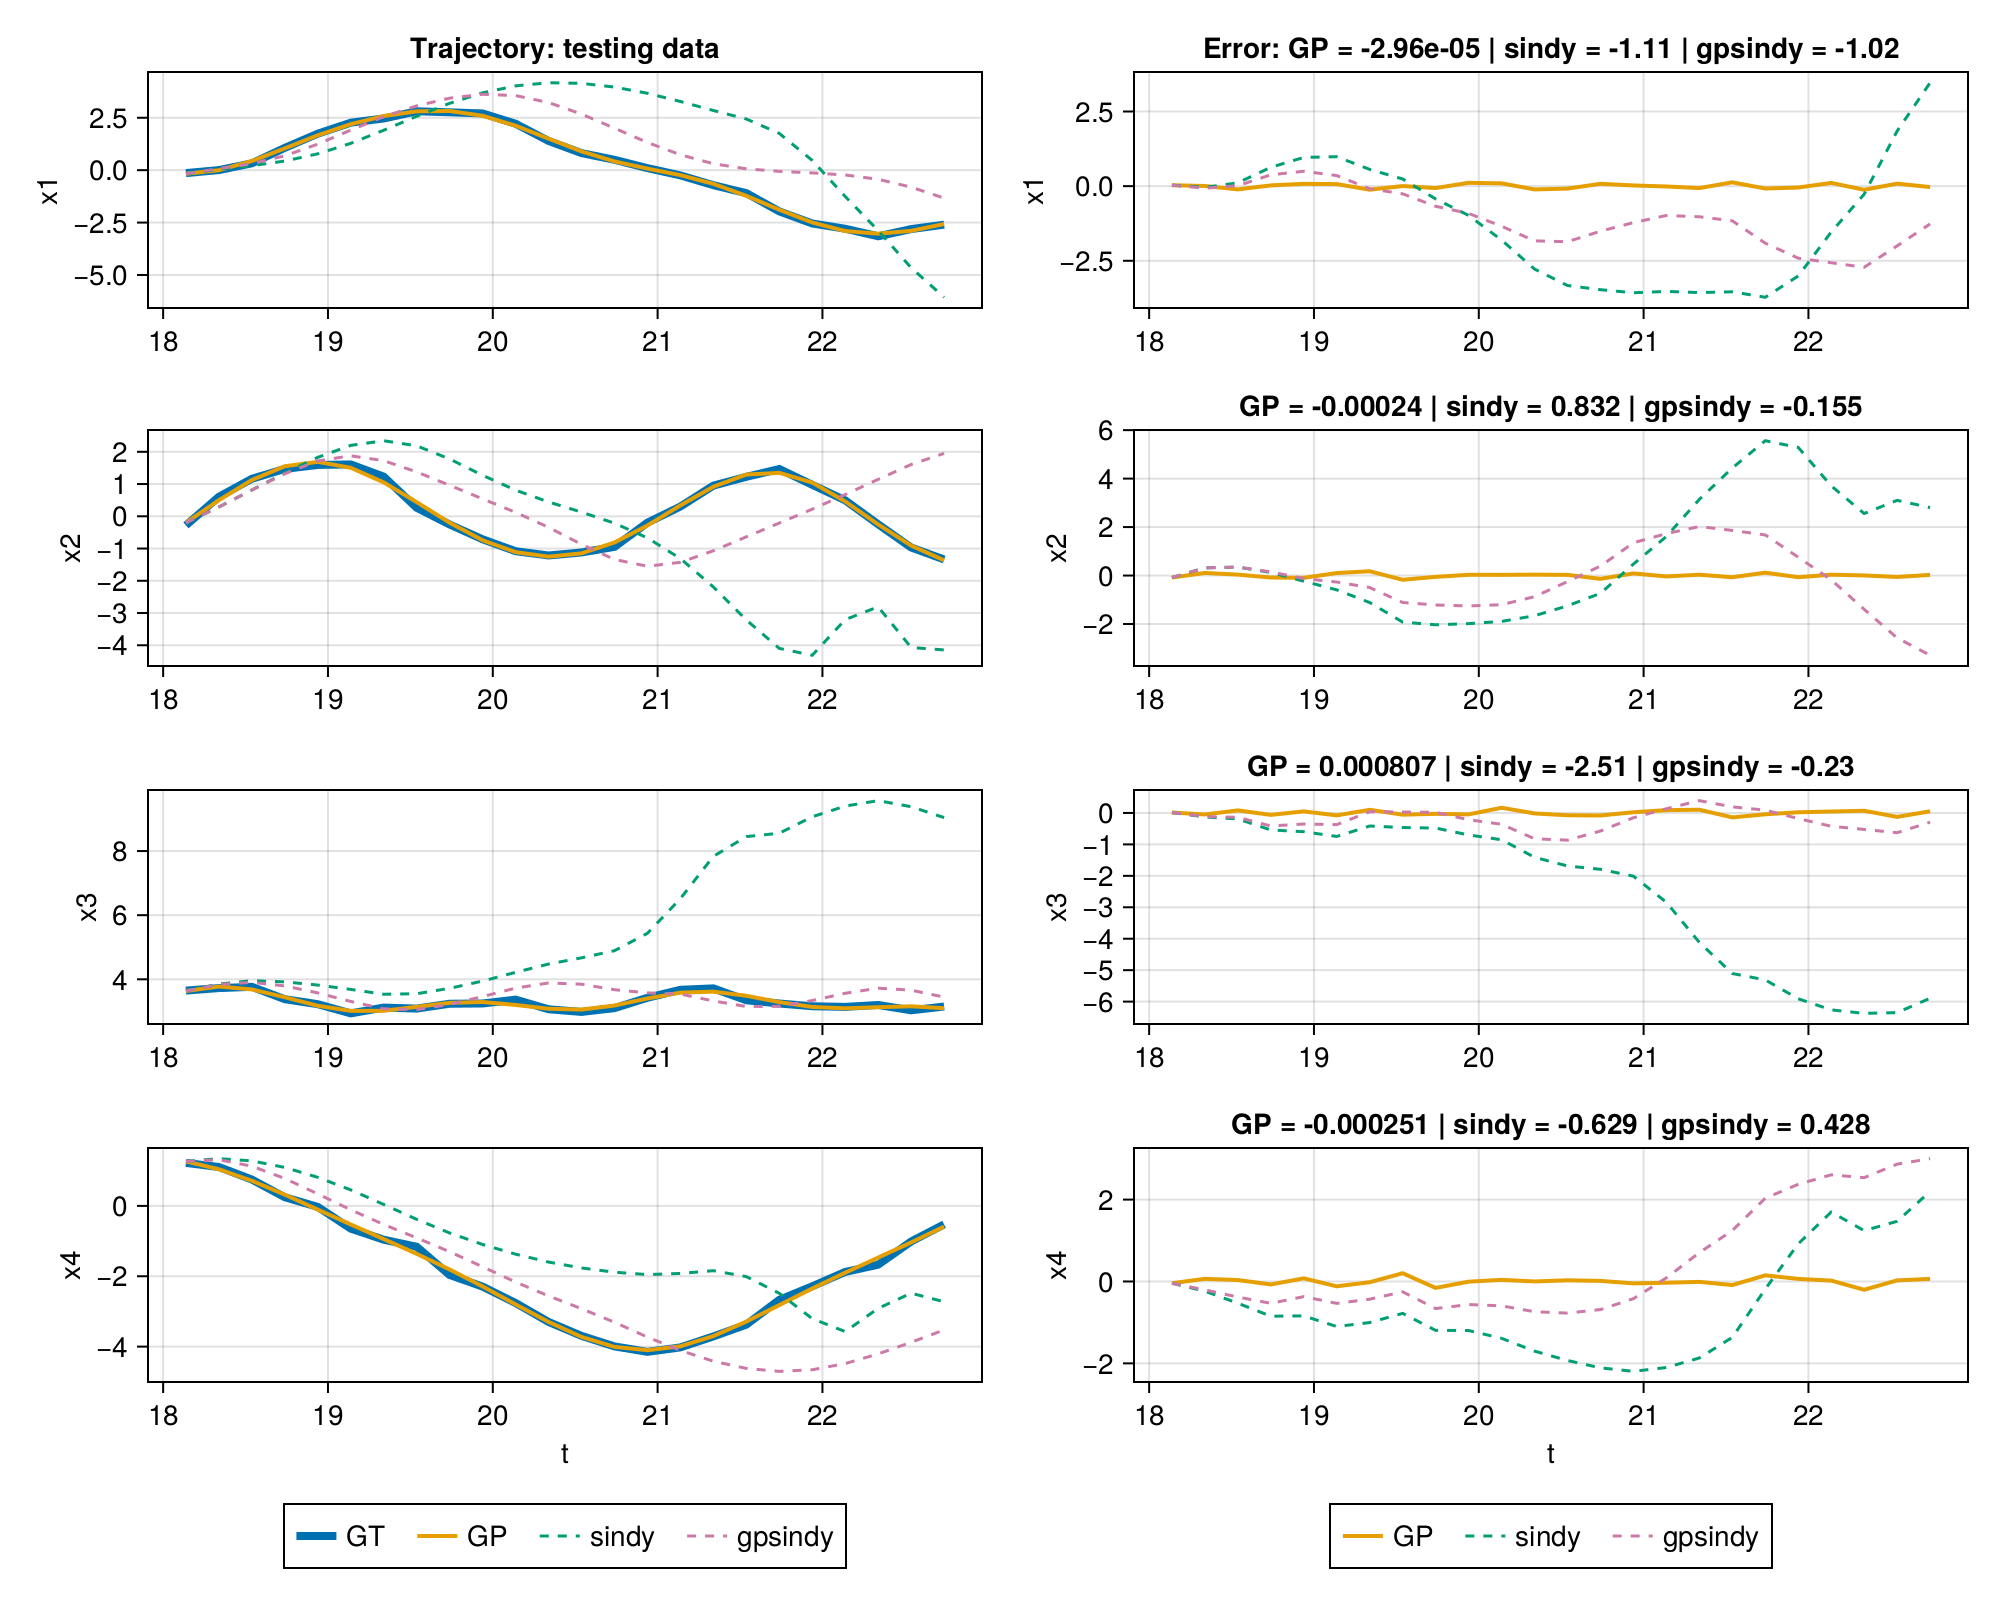 Trajectory: testing data
Error: GP = -2.96e-05 | sindy = -1.11 | gpsindy = -1.02
x1
2.5
0.0
−2.5
−5.0
18 19 20 21 22
x1
2.5
0.0
−2.5
18 19 20 21 22
GP = -0.00024 | sindy = 0.832 | gpsindy = -0.155
x2
2
1
0
−1
−2
−3
−4
18 19 20 21 22
x2
6
4
2
0
−2
18 19 20 21 22
GP = 0.000807 | sindy = -2.51 | gpsindy = -0.23
x3
8
6
4
18 19 20 21 22
x3
0
−1
−2
−3
−4
−5
−6
18 19 20 21 22
GP = -0.000251 | sindy = -0.629 | gpsindy = 0.428
x4
0
−2
−4
18 19 20 21 22
t
x4
2
0
−2
18 19 20 21 22
t
GT GP sindy gpsindy
GP sindy gpsindy